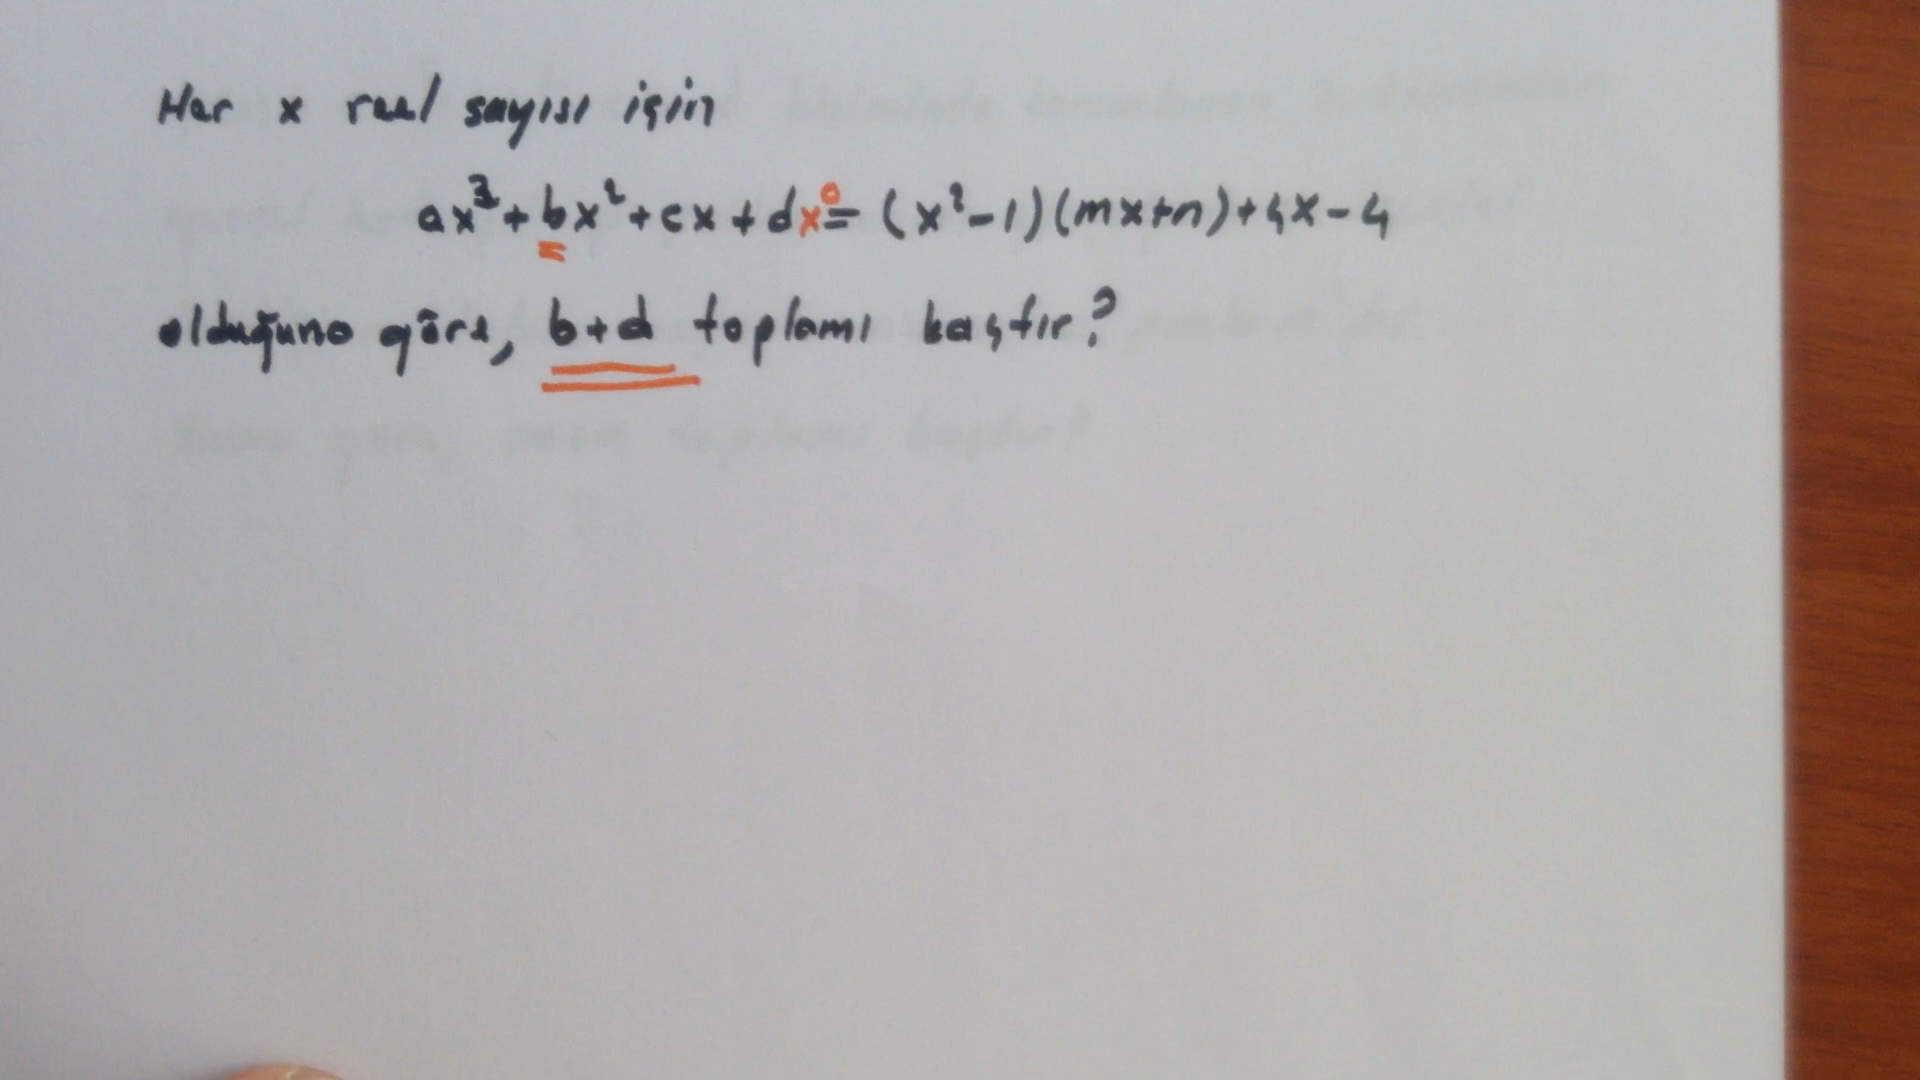 Her x reel sayısı için
ax³+bx²+cx+dx⁰=(x²-1)(mx+n)+4x-4
olduğuna göre, b+d toplamı kaçtır?